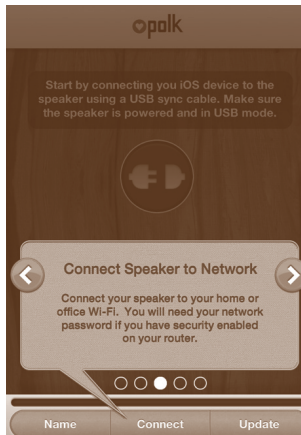 polk
Start by connecting you iOS device to the
speaker using a USB sync cable. Make sure
the speaker is powered and in USB mode.
Connect Speaker to Network
Connect your speaker to your home or
office Wi-Fi. You will need your network
password if you have security enabled
on your router.
Name Connect Update